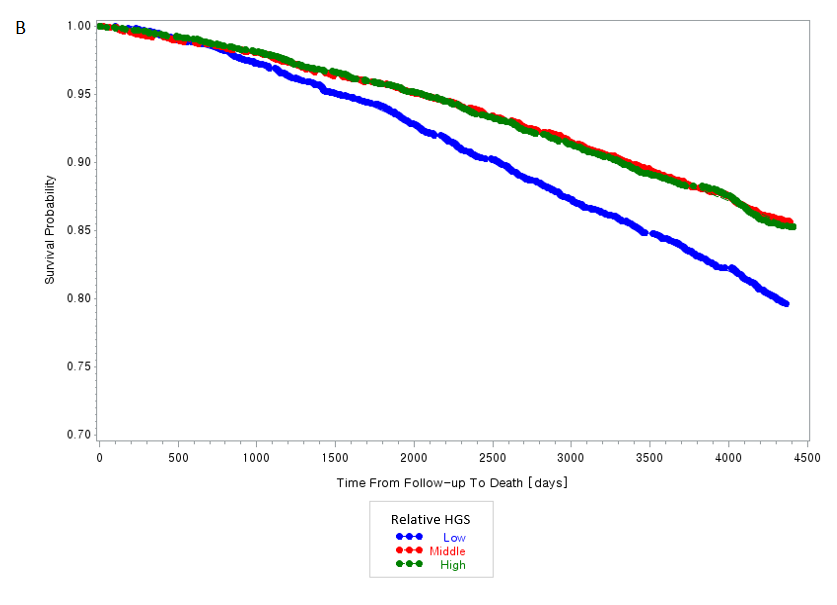 B
1.00
0.95
0.90
0.85
0.80
0.75
0.70
Survival Probability
0 500 1000 1500 2000 2500 3000 3500 4000 4500
Time From Follow-up To Death [days]
Relative HGS
Low
Middle
High